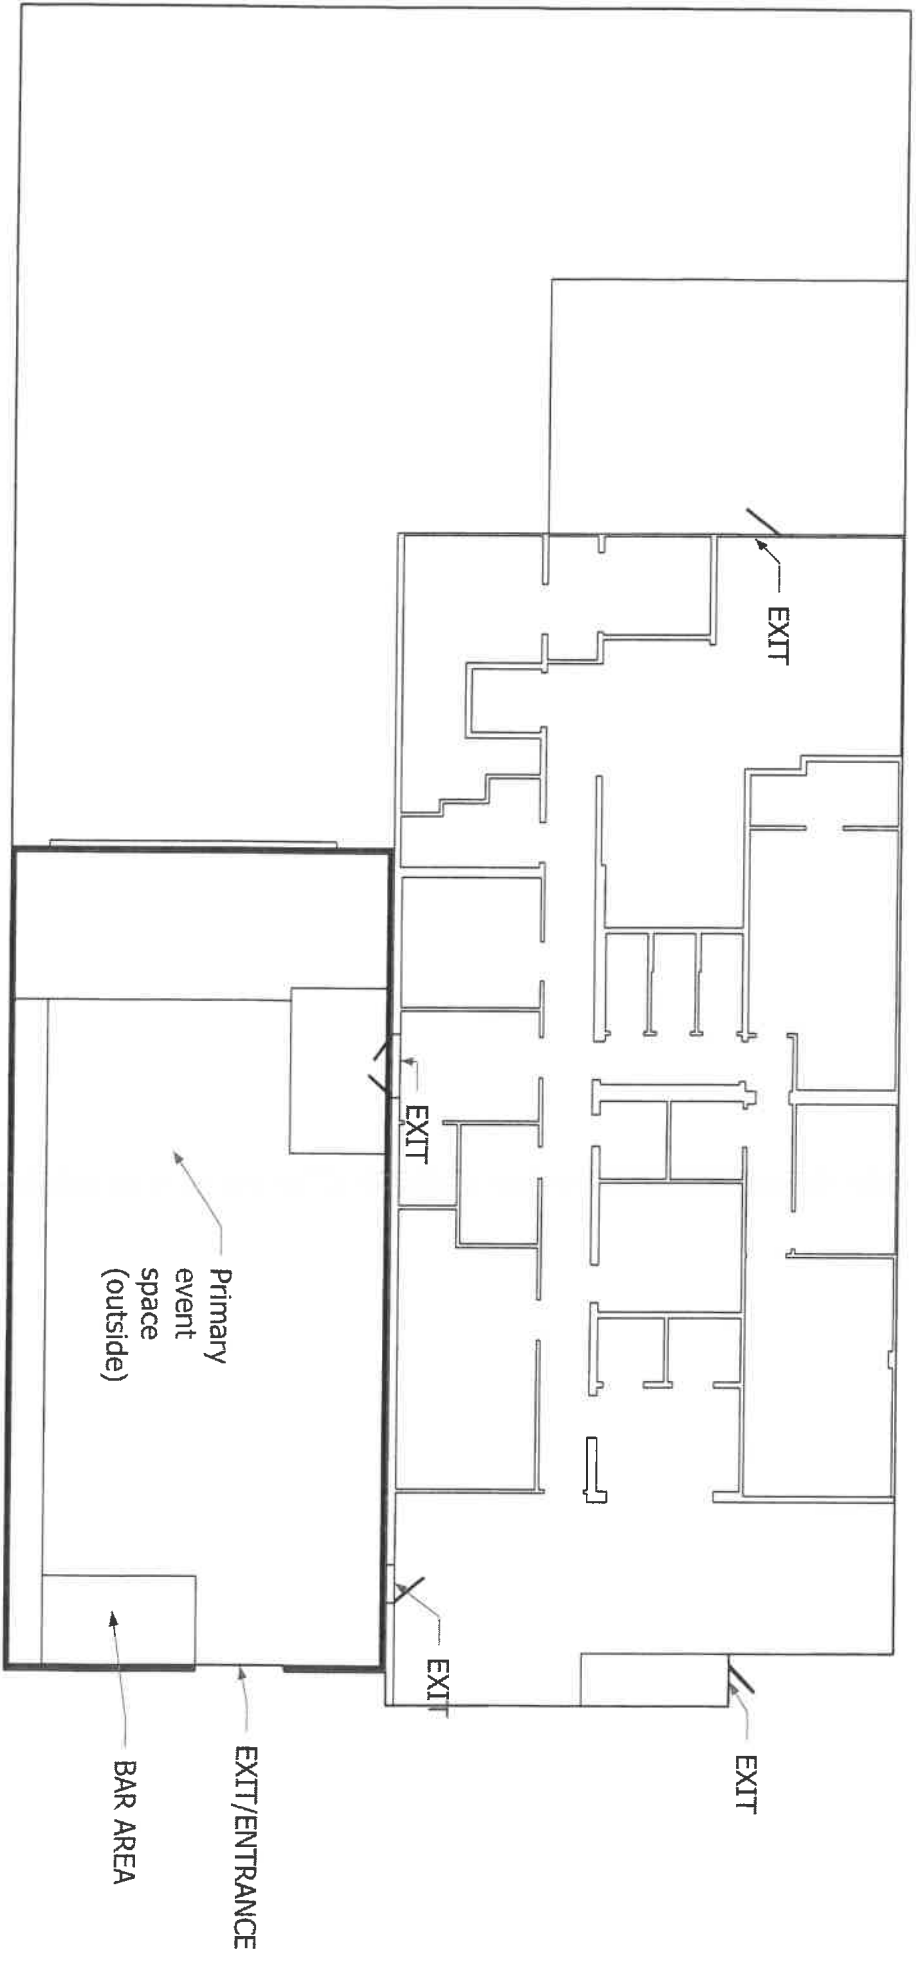 EXIT
EXIT
EXIT
EXIT
Primary
event
space
(outside)
EXIT/ENTRANCE
BAR AREA